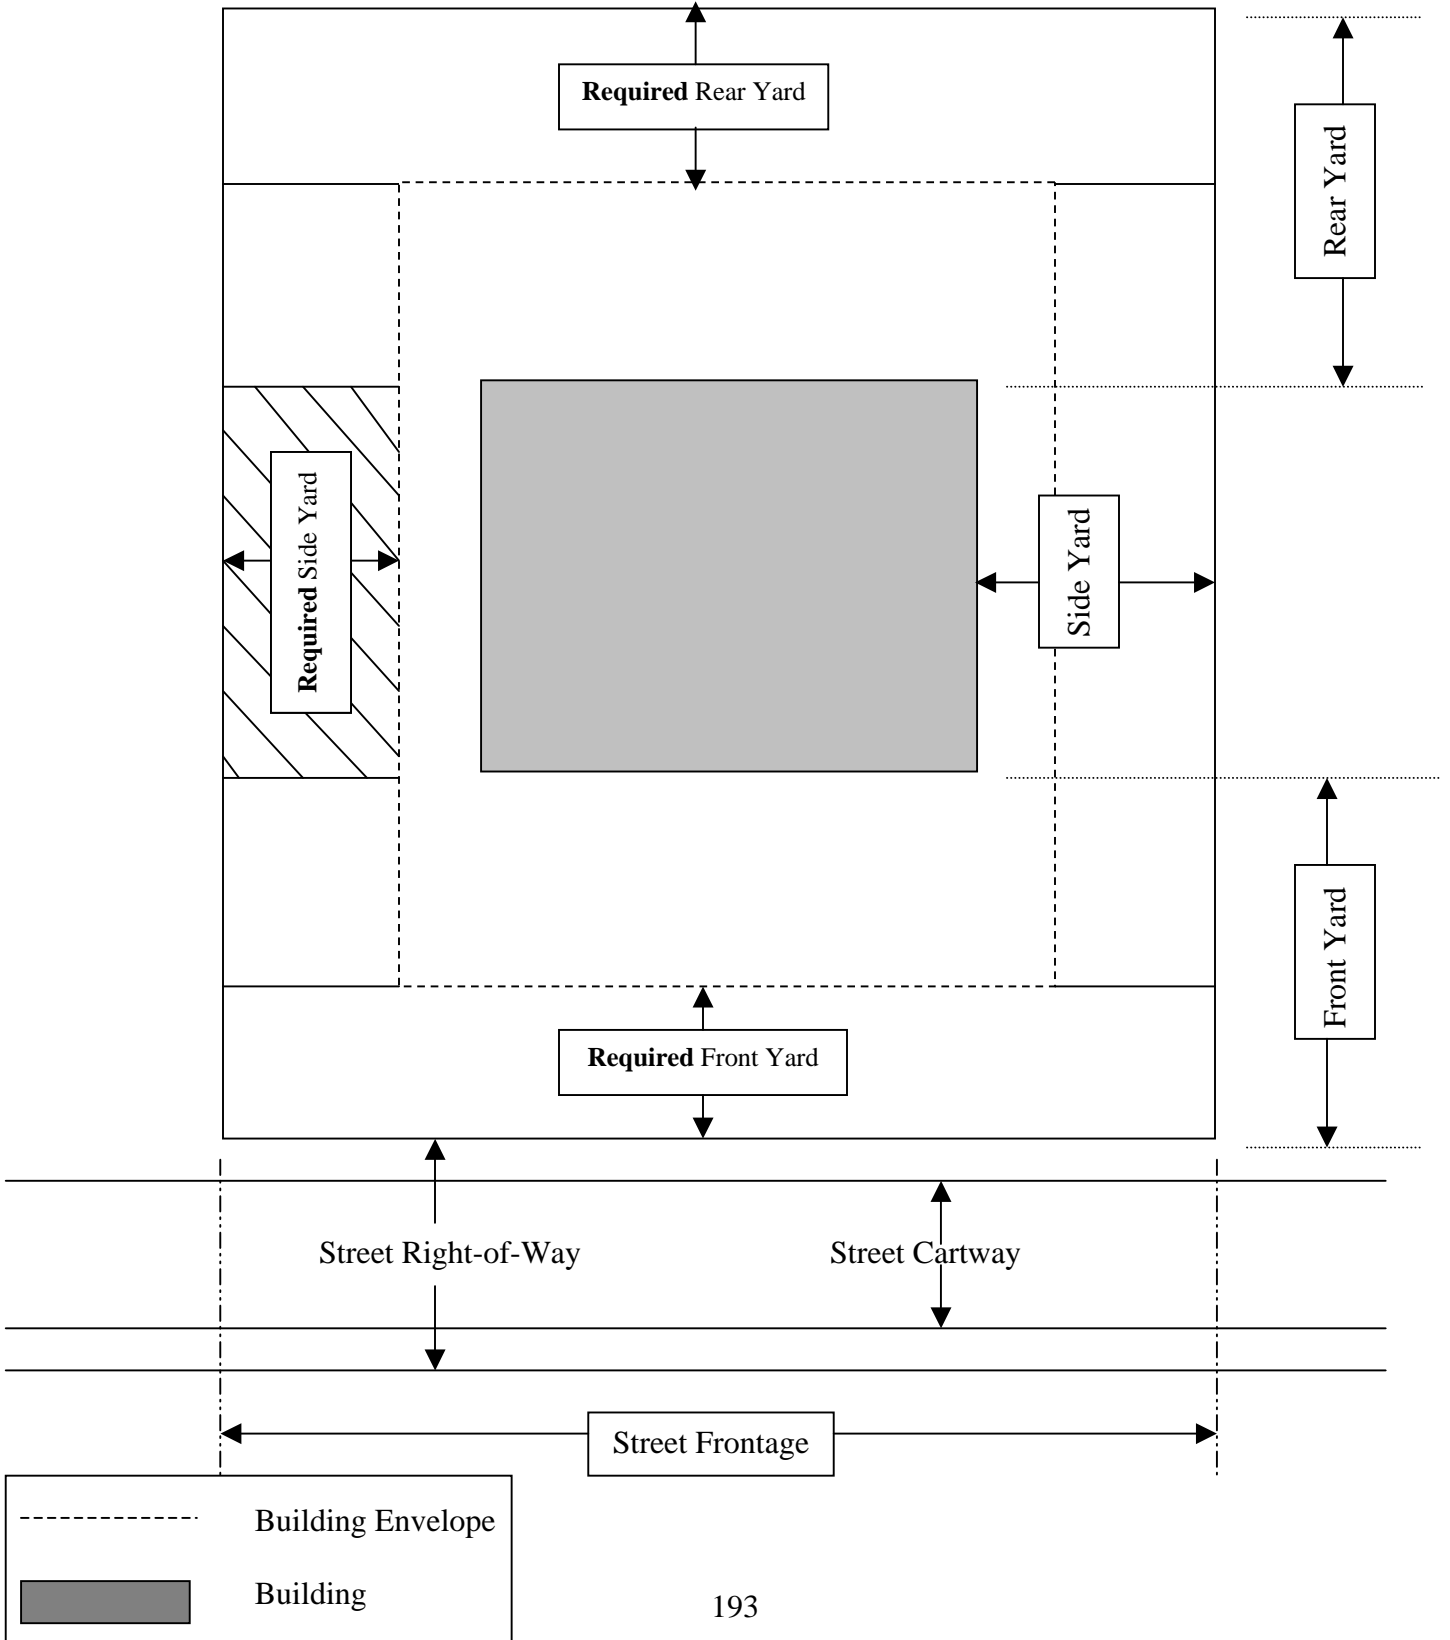 Required Rear Yard
Rear Yard
Required Side Yard
Side Yard
Front Yard
Required Front Yard
Street Right-of-Way
Street Cartway
Street Frontage
Building Envelope
Building
193